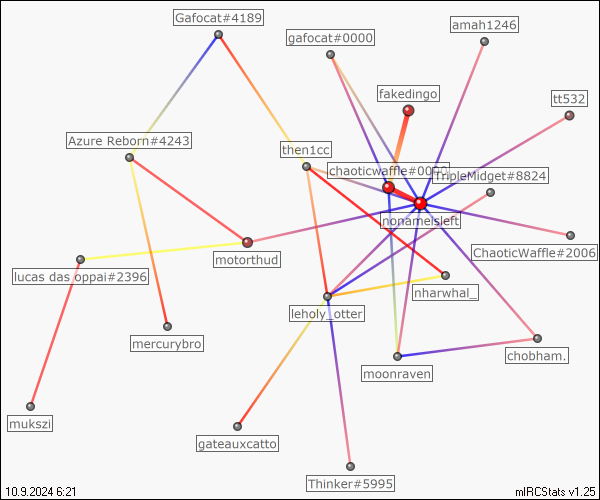 Gafocat#4189
amah1246
gafocat#0000
fakedingo
tt532
Azure Reborn#4243
then1cc
chaoticwaffle#0000
TripleMidget#8824
nonameisleft
motorthud
ChaoticWaffle#2006
lucas das oppai#2396
nharwhal_
leholy_otter
mercurybro
chobham.
moonraven
mukszi
gateauxcatto
Thinker#5995
10.9.2024 6:21
mIRCStats v1.25